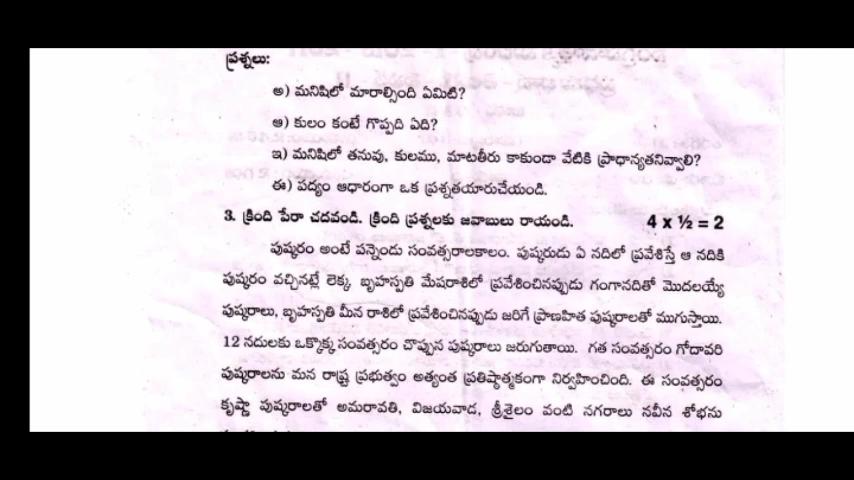 ప్రశ్నలు:
అ) మనిషిలో మారాల్సింది ఏమిటి?
ఆ) కులం కంటే గొప్పది ఏది?
ఇ) మనిషిలో తనువు, కులము, మాటతీరు కాకుండా వేటికి ప్రాధాన్యతనివ్వాలి?
ఈ) పద్యం ఆధారంగా ఒక ప్రశ్నతయారుచేయండి.
3. క్రింది పేరా చదవండి. క్రింది ప్రశ్నలకు జవాబులు రాయండి. 4 x ½ = 2
పుష్కరం అంటే పన్నెండు సంవత్సరాలకాలం. పుష్కరుడు ఏ నదిలో ప్రవేశిస్తే ఆ నదికి
పుష్కరం వచ్చినట్లే లెక్క బృహస్పతి మేషరాశిలో ప్రవేశించినప్పుడు గంగానదితో మొదలయ్యే
పుష్కరాలు, బృహస్పతి మీన రాశిలో ప్రవేశించినప్పుడు జరిగే ప్రాణహిత పుష్కరాలతో ముగుస్తాయి.
12 నదులకు ఒక్కొక్క సంవత్సరం చొప్పున పుష్కరాలు జరుగుతాయి. గత సంవత్సరం గోదావరి
పుష్కరాలను మన రాష్ట్ర ప్రభుత్వం అత్యంత ప్రతిష్ఠాత్మకంగా నిర్వహించింది. ఈ సంవత్సరం
కృష్ణా పుష్కరాలతో అమరావతి, విజయవాడ, శ్రీశైలం వంటి నగరాలు నవీన శోభను